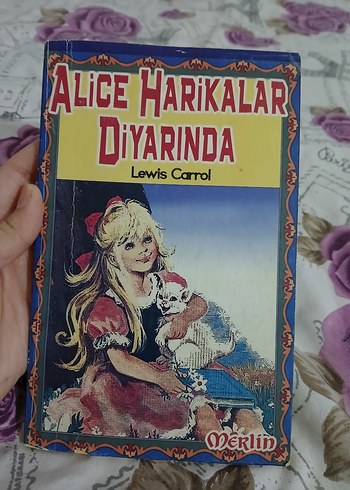 ALiCE HARiKALAR
DiYARINDA
Lewis Carrol
MERLiN